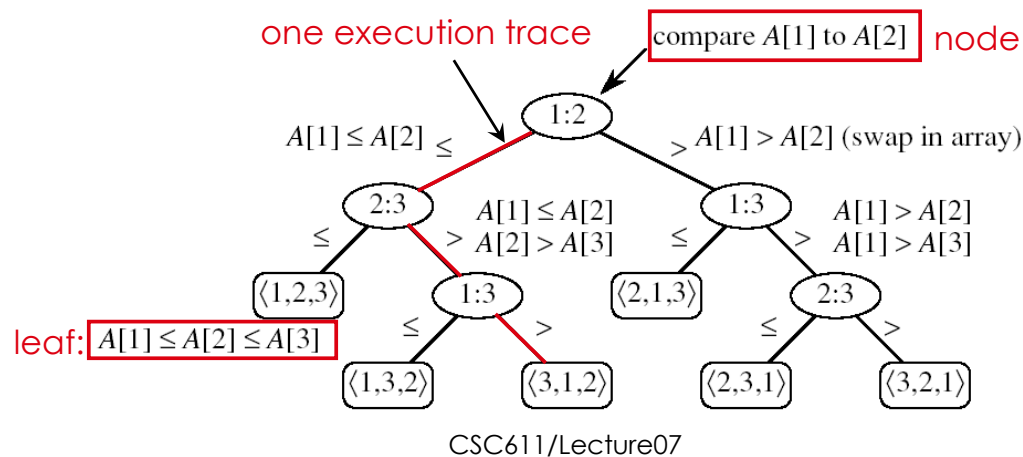 one execution trace
compare A[1] to A[2] node
1:2
A[1] ≤ A[2] ≤
> A[1] > A[2] (swap in array)
2:3
A[1] ≤ A[2]
A[2] > A[3]
1:3
A[1] > A[2]
A[1] > A[3]
≤
>
≤
>
⟨1,2,3⟩
1:3
⟨2,1,3⟩
2:3
leaf: A[1] ≤ A[2] ≤ A[3]
≤
>
≤
>
⟨1,3,2⟩
⟨3,1,2⟩
⟨2,3,1⟩
⟨3,2,1⟩
CSC611/Lecture07